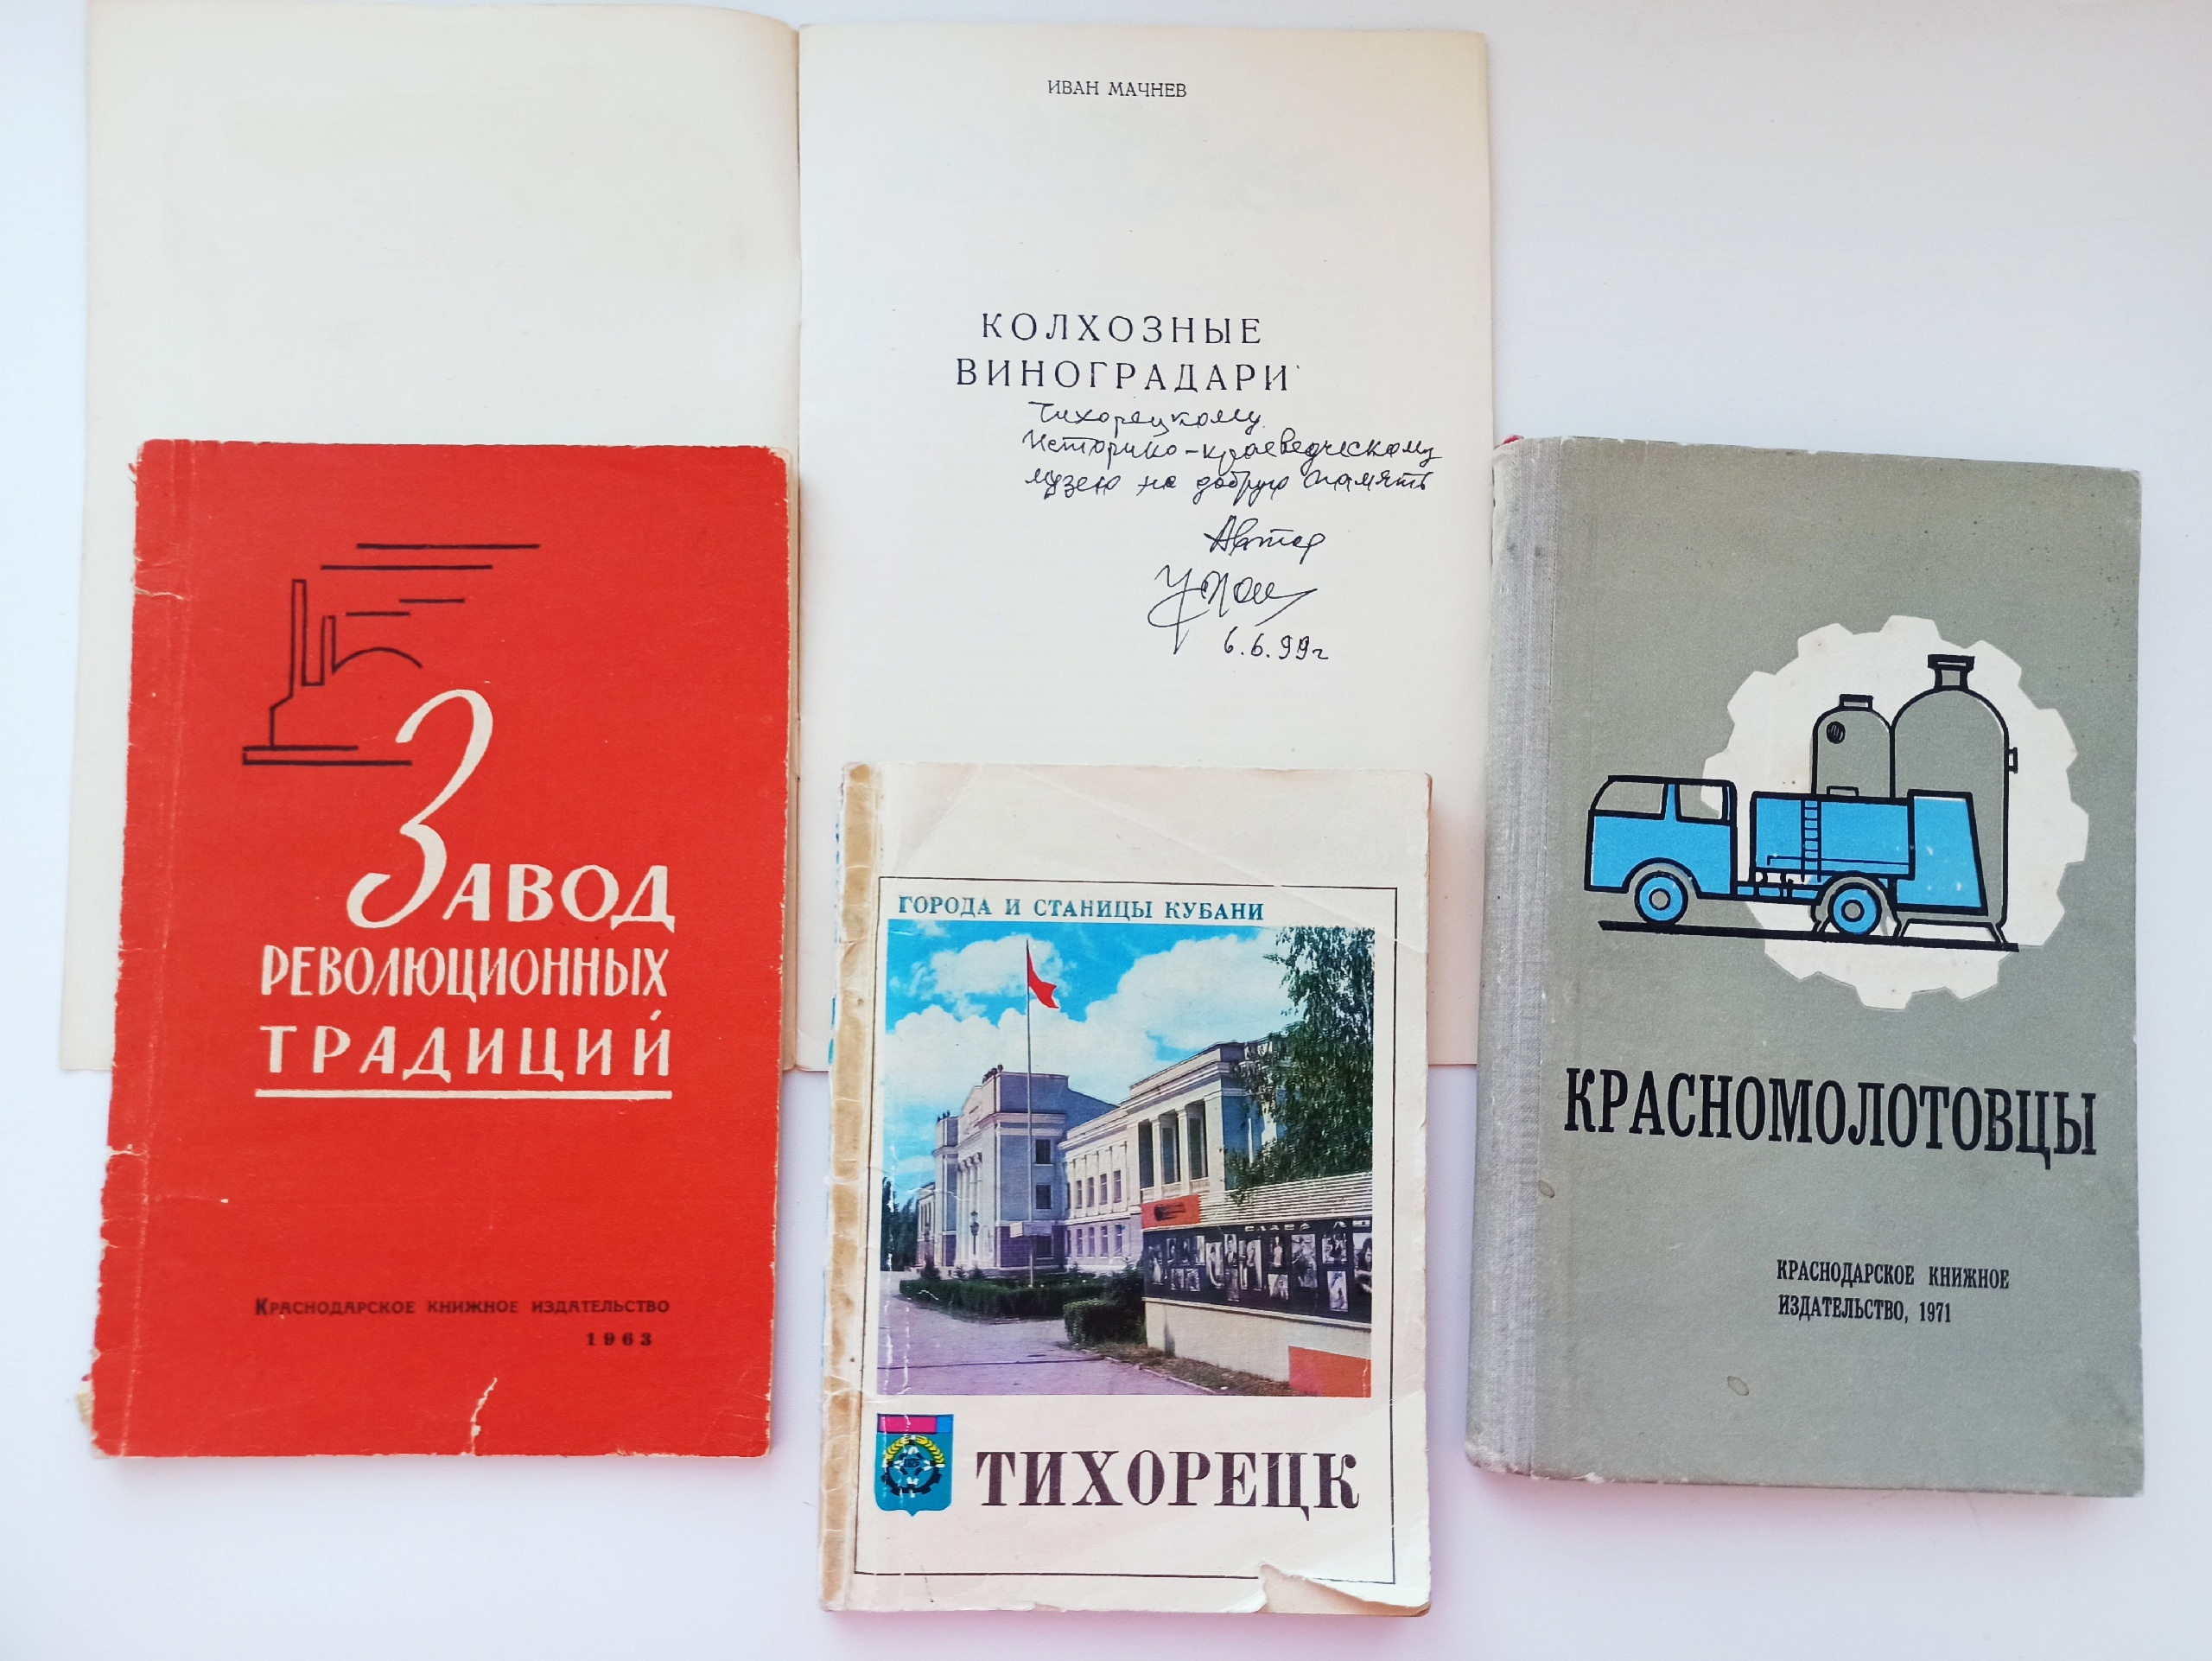 ИВАН МАЧНЕВ
КОЛХОЗНЫЕ
ВИНОГРАДАРИ
Тихорецкому
Историко-краеведческому
музею на добрую память
Автор
6.6.99г
ЗАВОД
РЕВОЛЮЦИОННЫХ
ТРАДИЦИЙ
КРАСНОДАРСКОЕ КНИЖНОЕ ИЗДАТЕЛЬСТВО
1963
ГОРОДА И СТАНИЦЫ КУБАНИ
ТИХОРЕЦК
КРАСНОМОЛОТОВЦЫ
КРАСНОДАРСКОЕ КНИЖНОЕ
ИЗДАТЕЛЬСТВО, 1971